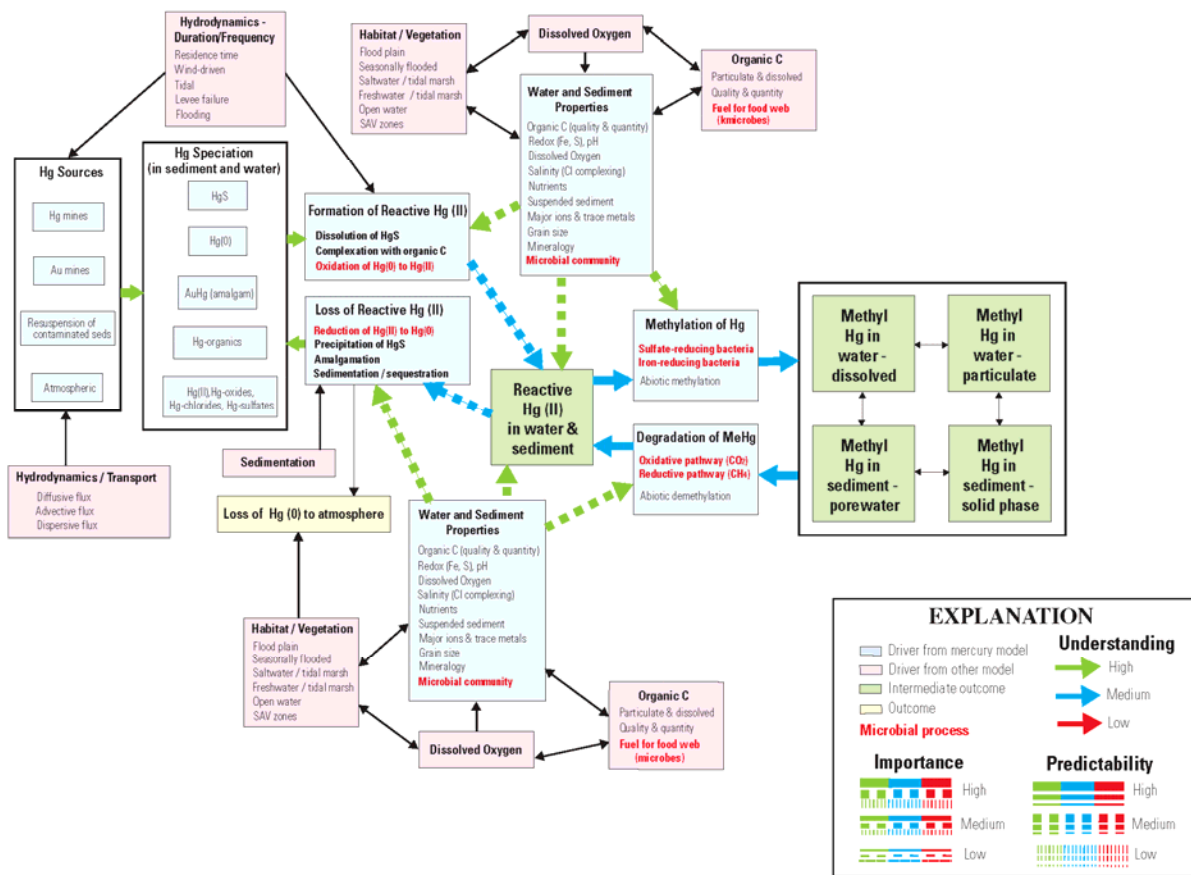 Hydrodynamics -
Duration/Frequency
Residence time
Wind-driven
Tidal
Levee failure
Flooding
Habitat / Vegetation
Flood plain
Seasonally flooded
Saltwater / tidal marsh
Freshwater / tidal marsh
Open water
SAV zones
Dissolved Oxygen
Organic C
Particulate & dissolved
Quality & quantity
Fuel for food web
(kmicrobes)
Water and Sediment
Properties
Organic C (quality & quantity)
Redox (Fe, S), pH
Dissolved Oxygen
Salinity (Cl complexing)
Nutrients
Suspended sediment
Major ions & trace metals
Grain size
Mineralogy
Microbial community
Hg Sources
Hg mines
Au mines
Resuspension of
contaminated seds
Atmospheric
Hg Speciation
(in sediment and water)
HgS
Hg(0)
AuHg (amalgam)
Hg-organics
Hg(II),Hg-oxides,
Hg-chlorides, Hg-sulfates
Formation of Reactive Hg (II)
Dissolution of HgS
Complexation with organic C
Oxidation of Hg(0) to Hg(II)
Loss of Reactive Hg (II)
Reduction of Hg(II) to Hg(0)
Precipitation of HgS
Amalgamation
Sedimentation / sequestration
Reactive
Hg (II)
in water &
sediment
Methylation of Hg
Sulfate-reducing bacteria
Iron-reducing bacteria
Abiotic methylation
Degradation of MeHg
Oxidative pathway (CO2)
Reductive pathway (CH4)
Abiotic demethylation
Methyl
Hg in
water -
dissolved
Methyl
Hg in
water -
particulate
Methyl
Hg in
sediment -
porewater
Methyl
Hg in
sediment -
solid phase
Hydrodynamics / Transport
Diffusive flux
Advective flux
Dispersive flux
Sedimentation
Loss of Hg (0) to atmosphere
Water and Sediment
Properties
Organic C (quality & quantity)
Redox (Fe, S), pH
Dissolved Oxygen
Salinity (Cl complexing)
Nutrients
Suspended sediment
Major ions & trace metals
Grain size
Mineralogy
Microbial community
Habitat / Vegetation
Flood plain
Seasonally flooded
Saltwater / tidal marsh
Freshwater / tidal marsh
Open water
SAV zones
Dissolved Oxygen
Organic C
Particulate & dissolved
Quality & quantity
Fuel for food web
(microbes)
EXPLANATION
Driver from mercury model
Driver from other model
Intermediate outcome
Outcome
Microbial process
Understanding
High
Medium
Low
Importance
High
Medium
Low
Predictability
High
Medium
Low